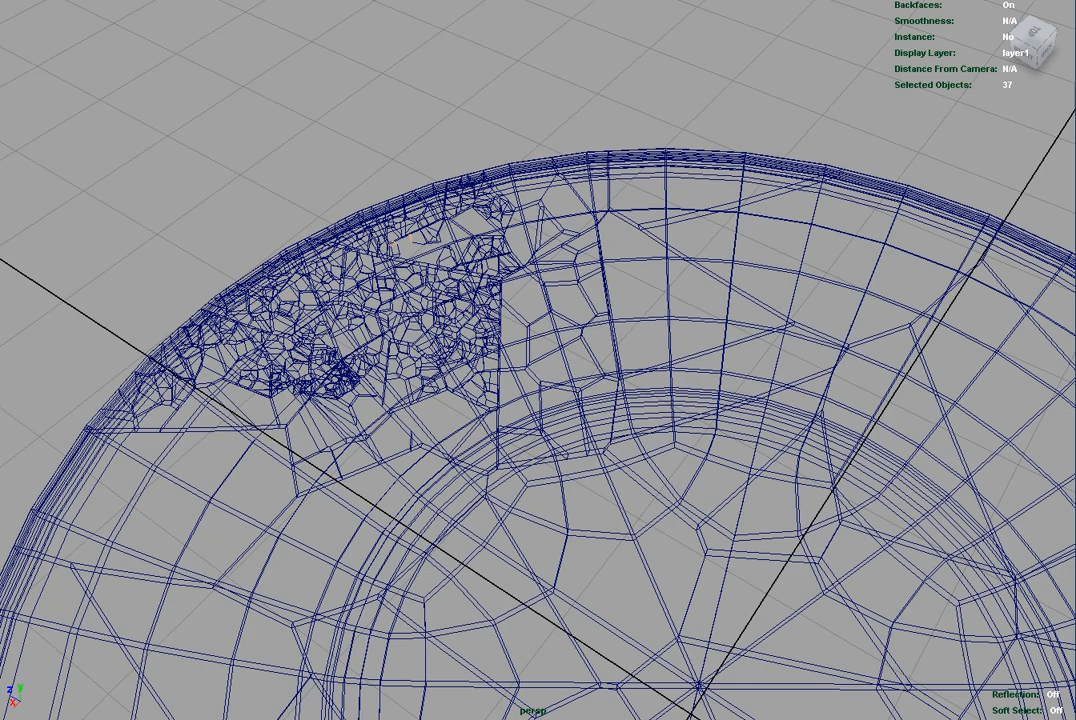 Backfaces: On
Smoothness: N/A
Instance: No
Display Layer: layer1
Distance From Camera: N/A
Selected Objects: 37
z y
x
persp
Reflection: Off
Soft Select: Off